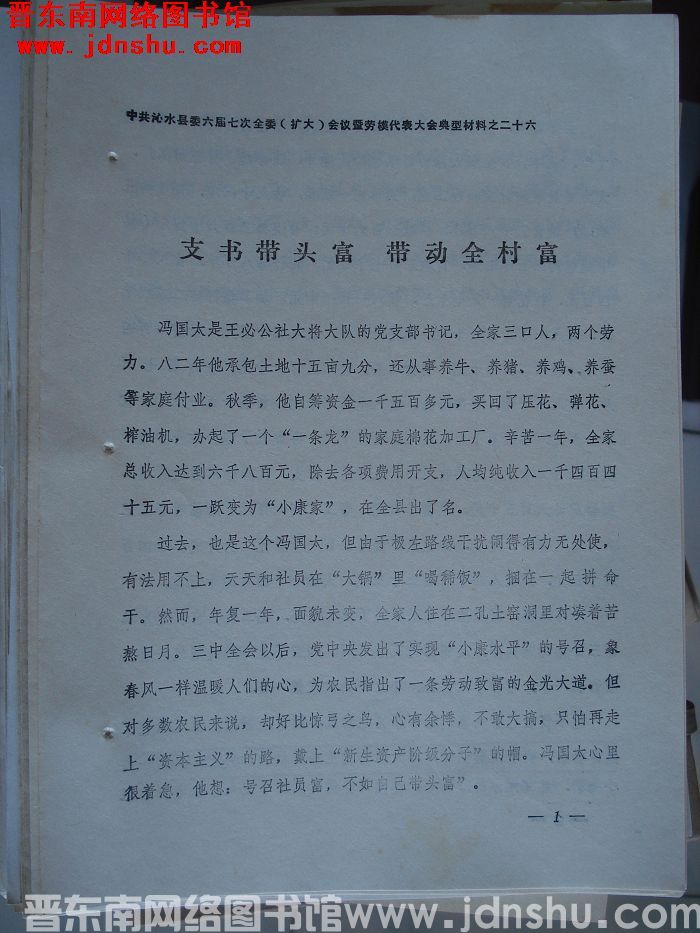 晋东南网络图书馆
www.jdnshu.com
中共沁水县委六届七次全委（扩大）会议暨劳模代表大会典型材料之二十六
支书带头富 带动全村富
冯国太是王必公社大将大队的党支部书记，全家三口人，两个劳
力。八二年他承包土地十五亩九分，还从事养牛、养猪、养鸡、养蚕
等家庭付业。秋季，他自筹资金一千五百多元，买回了压花、弹花、
榨油机，办起了一个“一条龙”的家庭棉花加工厂。辛苦一年，全家
总收入达到六千八百元，除去各项费用开支，人均纯收入一千四百四
十五元，一跃变为“小康家”，在全县出了名。
过去，也是这个冯国太，但由于极左路线干扰闹得有力无处使，
有法用不上，天天和社员在“大锅”里“喝稀饭”，捆在一起拼命
干。然而，年复一年，面貌未变，全家人住在二孔土窑洞里对凑着苦
熬日月。三中全会以后，党中央发出了实现“小康水平”的号召，象
春风一样温暖人们的心，为农民指出了一条劳动致富的金光大道。但
对多数农民来说，却好比惊弓之鸟，心有余悸，不敢大搞，只怕再走
上“资本主义”的路，戴上“新生资产阶级分子”的帽。冯国太心里
很着急，他想：号召社员富，不如自己带头富”。
— 1 —
晋东南网络图书馆 www.jdnshu.com